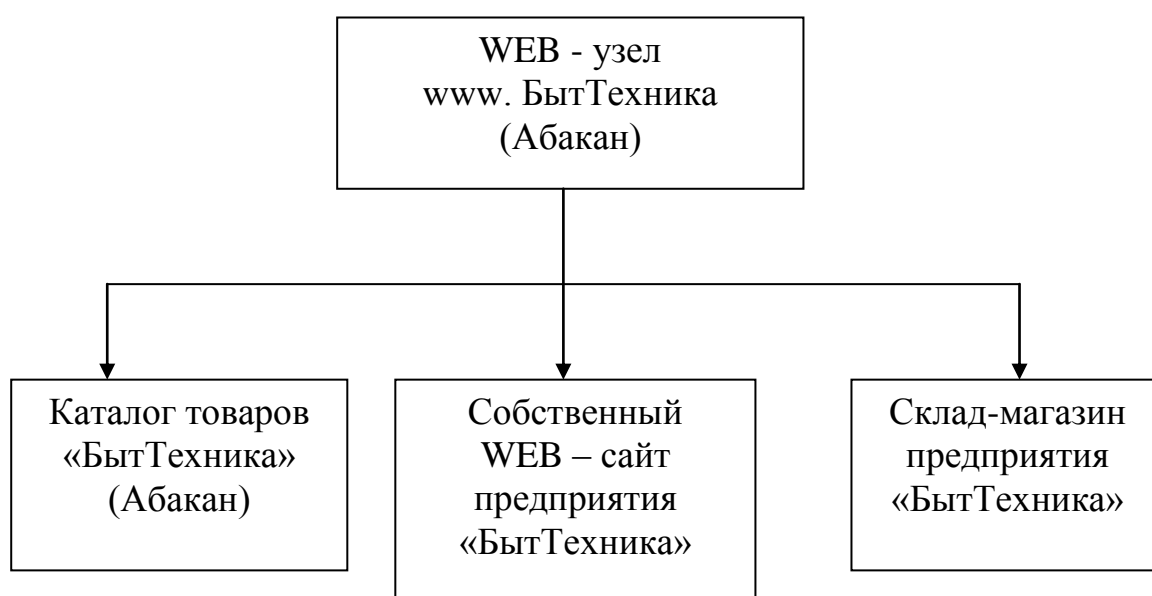 WEB - узел
www. БытТехника
(Абакан)
Каталог товаров
«БытТехника»
(Абакан)
Собственный
WEB – сайт
предприятия
«БытТехника»
Склад-магазин
предприятия
«БытТехника»